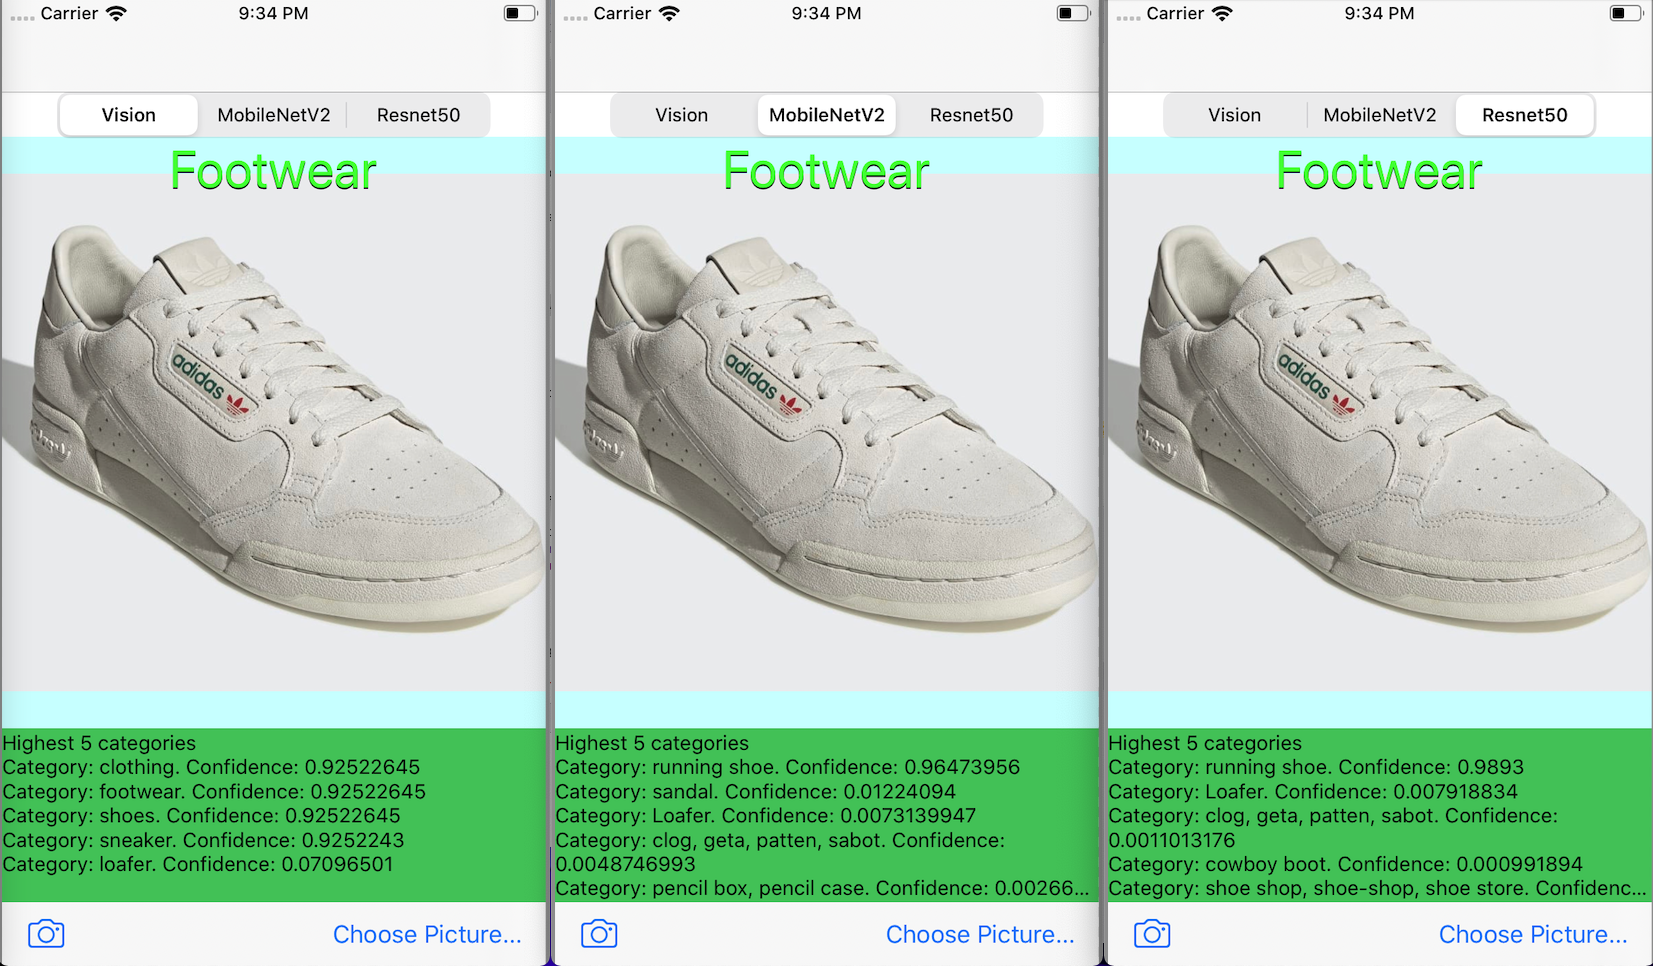 Carrier 9:34 PM
Vision MobileNetV2 Resnet50
Footwear
adidas
Highest 5 categories
Category: clothing. Confidence: 0.92522645
Category: footwear. Confidence: 0.92522645
Category: shoes. Confidence: 0.92522645
Category: sneaker. Confidence: 0.9252243
Category: loafer. Confidence: 0.07096501
Choose Picture...
Carrier 9:34 PM
Vision MobileNetV2 Resnet50
Footwear
adidas
Highest 5 categories
Category: running shoe. Confidence: 0.96473956
Category: sandal. Confidence: 0.01224094
Category: Loafer. Confidence: 0.0073139947
Category: clog, geta, patten, sabot. Confidence:
0.0048746993
Category: pencil box, pencil case. Confidence: 0.00266...
Choose Picture...
Carrier 9:34 PM
Vision MobileNetV2 Resnet50
Footwear
adidas
Highest 5 categories
Category: running shoe. Confidence: 0.9893
Category: Loafer. Confidence: 0.007918834
Category: clog, geta, patten, sabot. Confidence:
0.0011013176
Category: cowboy boot. Confidence: 0.000991894
Category: shoe shop, shoe-shop, shoe store. Confidenc...
Choose Picture...